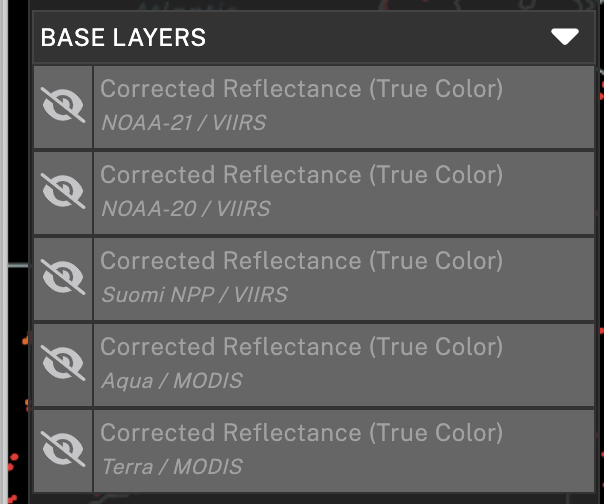 Atlantic
BASE LAYERS
Corrected Reflectance (True Color)
NOAA-21 / VIIRS
Corrected Reflectance (True Color)
NOAA-20 / VIIRS
Corrected Reflectance (True Color)
Suomi NPP / VIIRS
Corrected Reflectance (True Color)
Aqua / MODIS
Corrected Reflectance (True Color)
Terra / MODIS